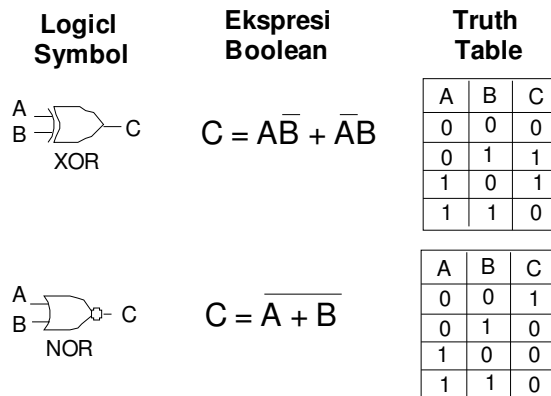 Logicl Symbol
Ekspresi Boolean
Truth Table
A
B
C
XOR
C = AB̅ + A̅B
A B C
0 0 0
0 1 1
1 0 1
1 1 0
A
B
C
NOR
C = A̅ ̅+̅ ̅B̅
A B C
0 0 1
0 1 0
1 0 0
1 1 0